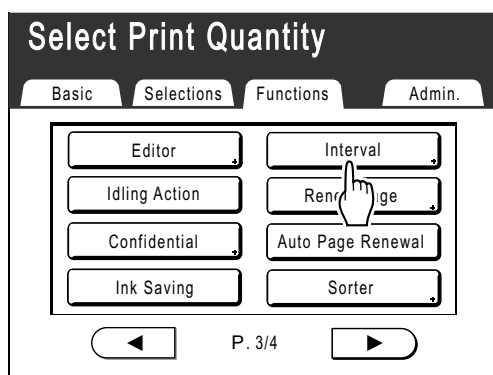 Select Print Quantity
Basic Selections Functions Admin.
Editor Interval
Idling Action
Confidential Auto Page Renewal
Ink Saving Sorter
P. 3/4